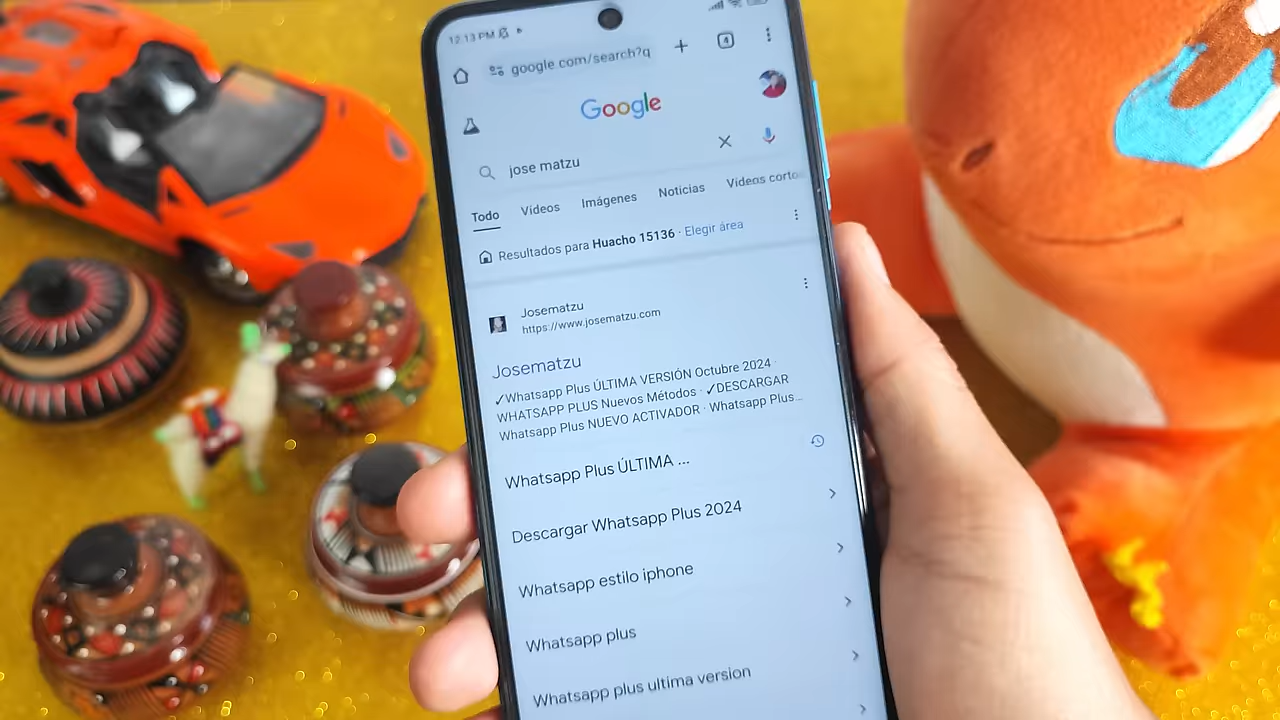 12:13 PM
google.com/search?q
4
Google
jose matzu
Todo Videos Imágenes Noticias Videos corto
Resultados para Huacho 15136 · Elegir área
Josematzu
https://www.josematzu.com
Josematzu
✓Whatsapp Plus ÚLTIMA VERSIÓN Octubre 2024 ·
WHATSAPP PLUS Nuevos Métodos · ✓DESCARGAR
Whatsapp Plus NUEVO ACTIVADOR · Whatsapp Plus...
Whatsapp Plus ÚLTIMA ...
Descargar Whatsapp Plus 2024
Whatsapp estilo iphone
Whatsapp plus
Whatsapp plus ultima version